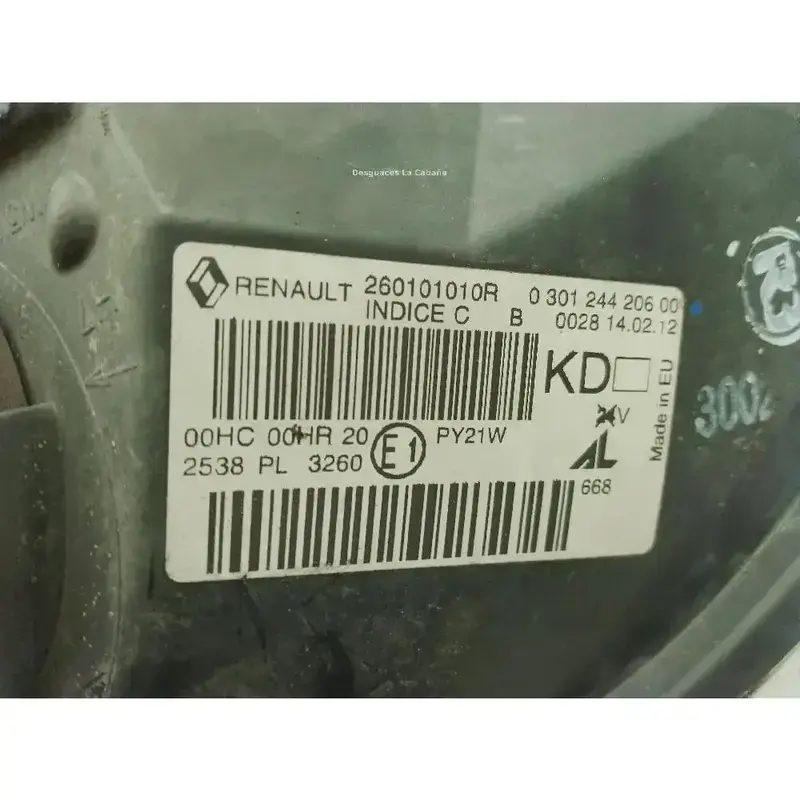 Desguaces La Cabaña
RENAULT 260101010R 0 301 244 206 00
INDICE C B 0028 14.02.12
KD
V
Made in EU
00HC 00HR 20 E1 PY21W
2538 PL 3260
AL
668
R3